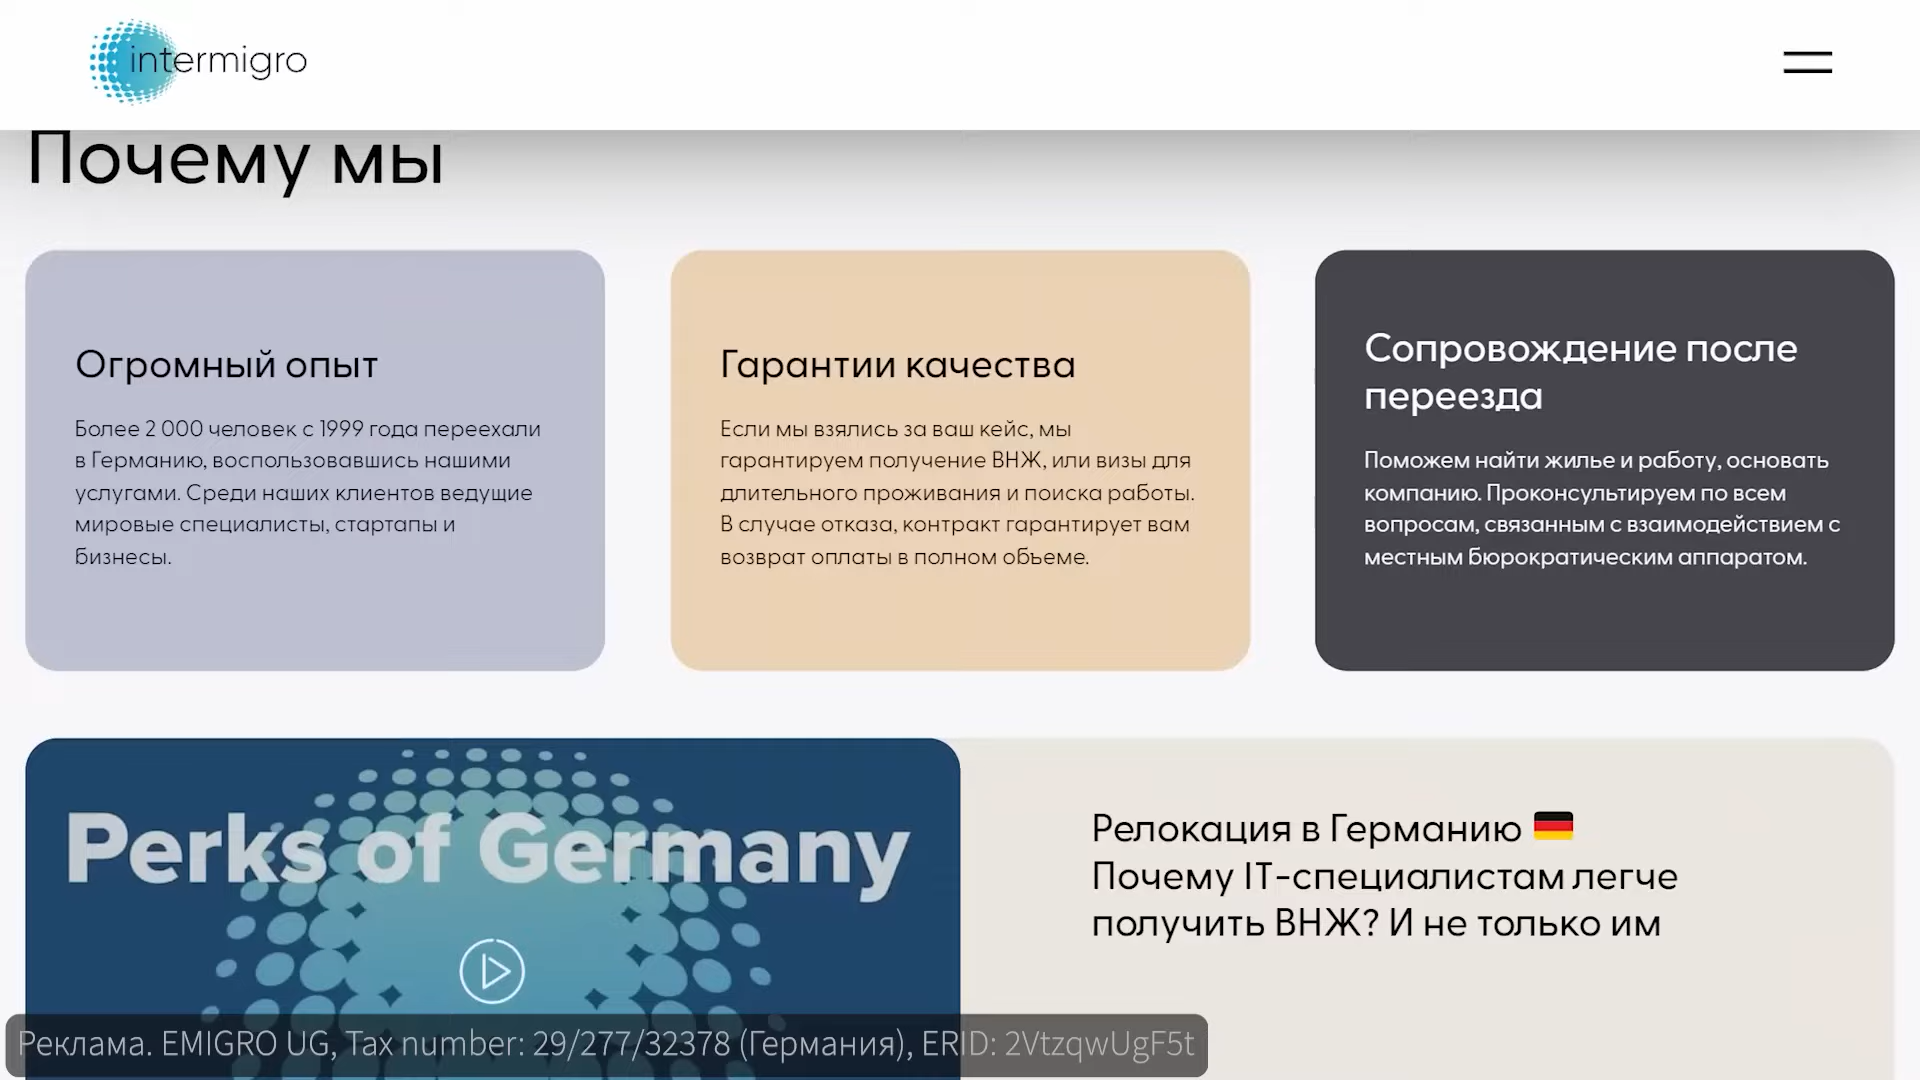 intermigro
Почему мы
Огромный опыт
Более 2 000 человек с 1999 года переехали
в Германию, воспользовавшись нашими
услугами. Среди наших клиентов ведущие
мировые специалисты, стартапы и
бизнесы.
Гарантии качества
Если мы взялись за ваш кейс, мы
гарантируем получение ВНЖ, или визы для
длительного проживания и поиска работы.
В случае отказа, контракт гарантирует вам
возврат оплаты в полном объеме.
Сопровождение после
переезда
Поможем найти жилье и работу, основать
компанию. Проконсультируем по всем
вопросам, связанным с взаимодействием с
местным бюрократическим аппаратом.
Perks of Germany
Релокация в Германию
Почему IT-специалистам легче
получить ВНЖ? И не только им
Реклама. EMIGRO UG, Tax number: 29/277/32378 (Германия), ERID: 2VtzqwUgF5t